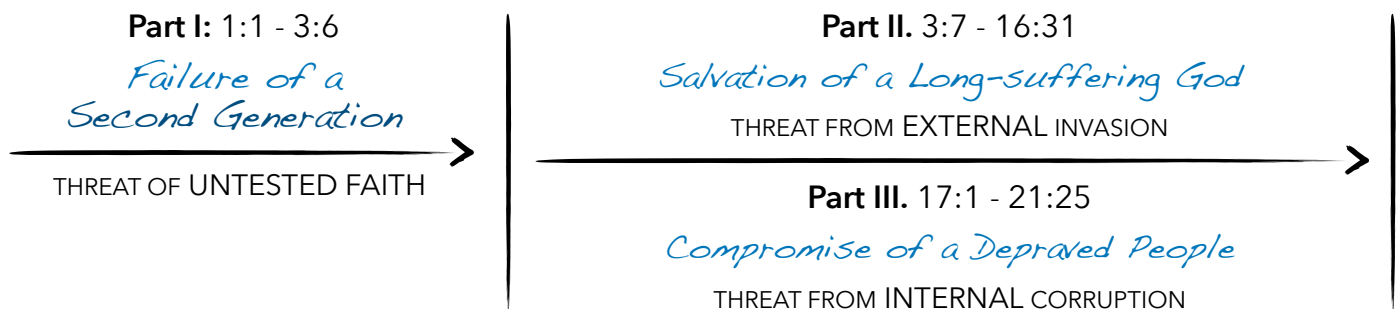 Part I: 1:1 - 3:6
Failure of a
Second Generation
THREAT OF UNTESTED FAITH
Part II. 3:7 - 16:31
Salvation of a Long-suffering God
THREAT FROM EXTERNAL INVASION
Part III. 17:1 - 21:25
Compromise of a Depraved People
THREAT FROM INTERNAL CORRUPTION